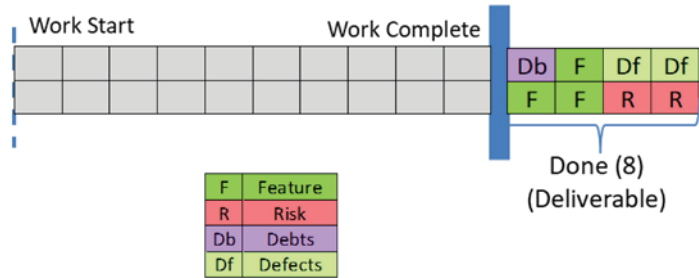 Work Start
Work Complete
Db F Df Df
F F R R
Done (8)
(Deliverable)
F Feature
R Risk
Db Debts
Df Defects